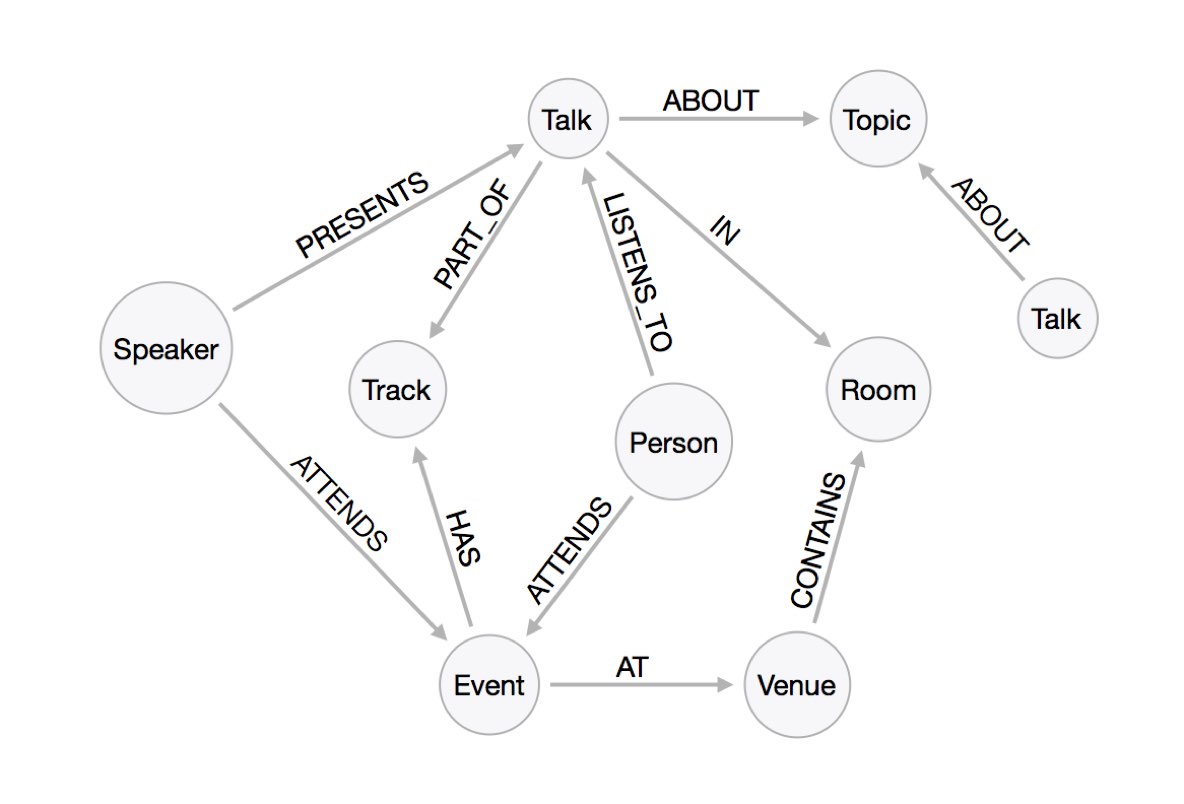 ABOUT
Talk
Topic
PRESENTS
PART_OF
LISTENS_TO
IN
ABOUT
Talk
Speaker
Track
Person
Room
ATTENDS
HAS
ATTENDS
CONTAINS
Event
AT
Venue